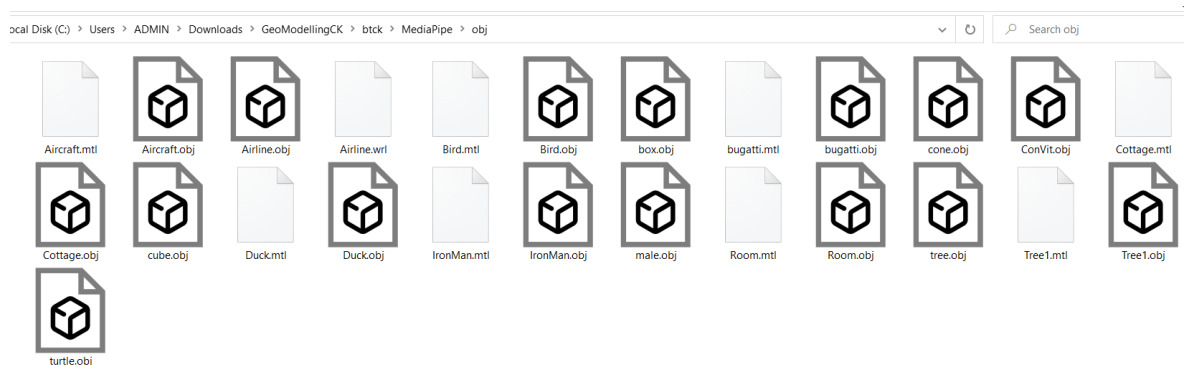 ocal Disk (C:) > Users > ADMIN > Downloads > GeoModellingCK > btck > MediaPipe > obj
Search obj
Aircraft.mtl Aircraft.obj Airline.obj Airline.wrl Bird.mtl Bird.obj box.obj bugatti.mtl bugatti.obj cone.obj ConVit.obj Cottage.mtl
Cottage.obj cube.obj Duck.mtl Duck.obj IronMan.mtl IronMan.obj male.obj Room.mtl Room.obj tree.obj Tree1.mtl Tree1.obj
turtle.obj